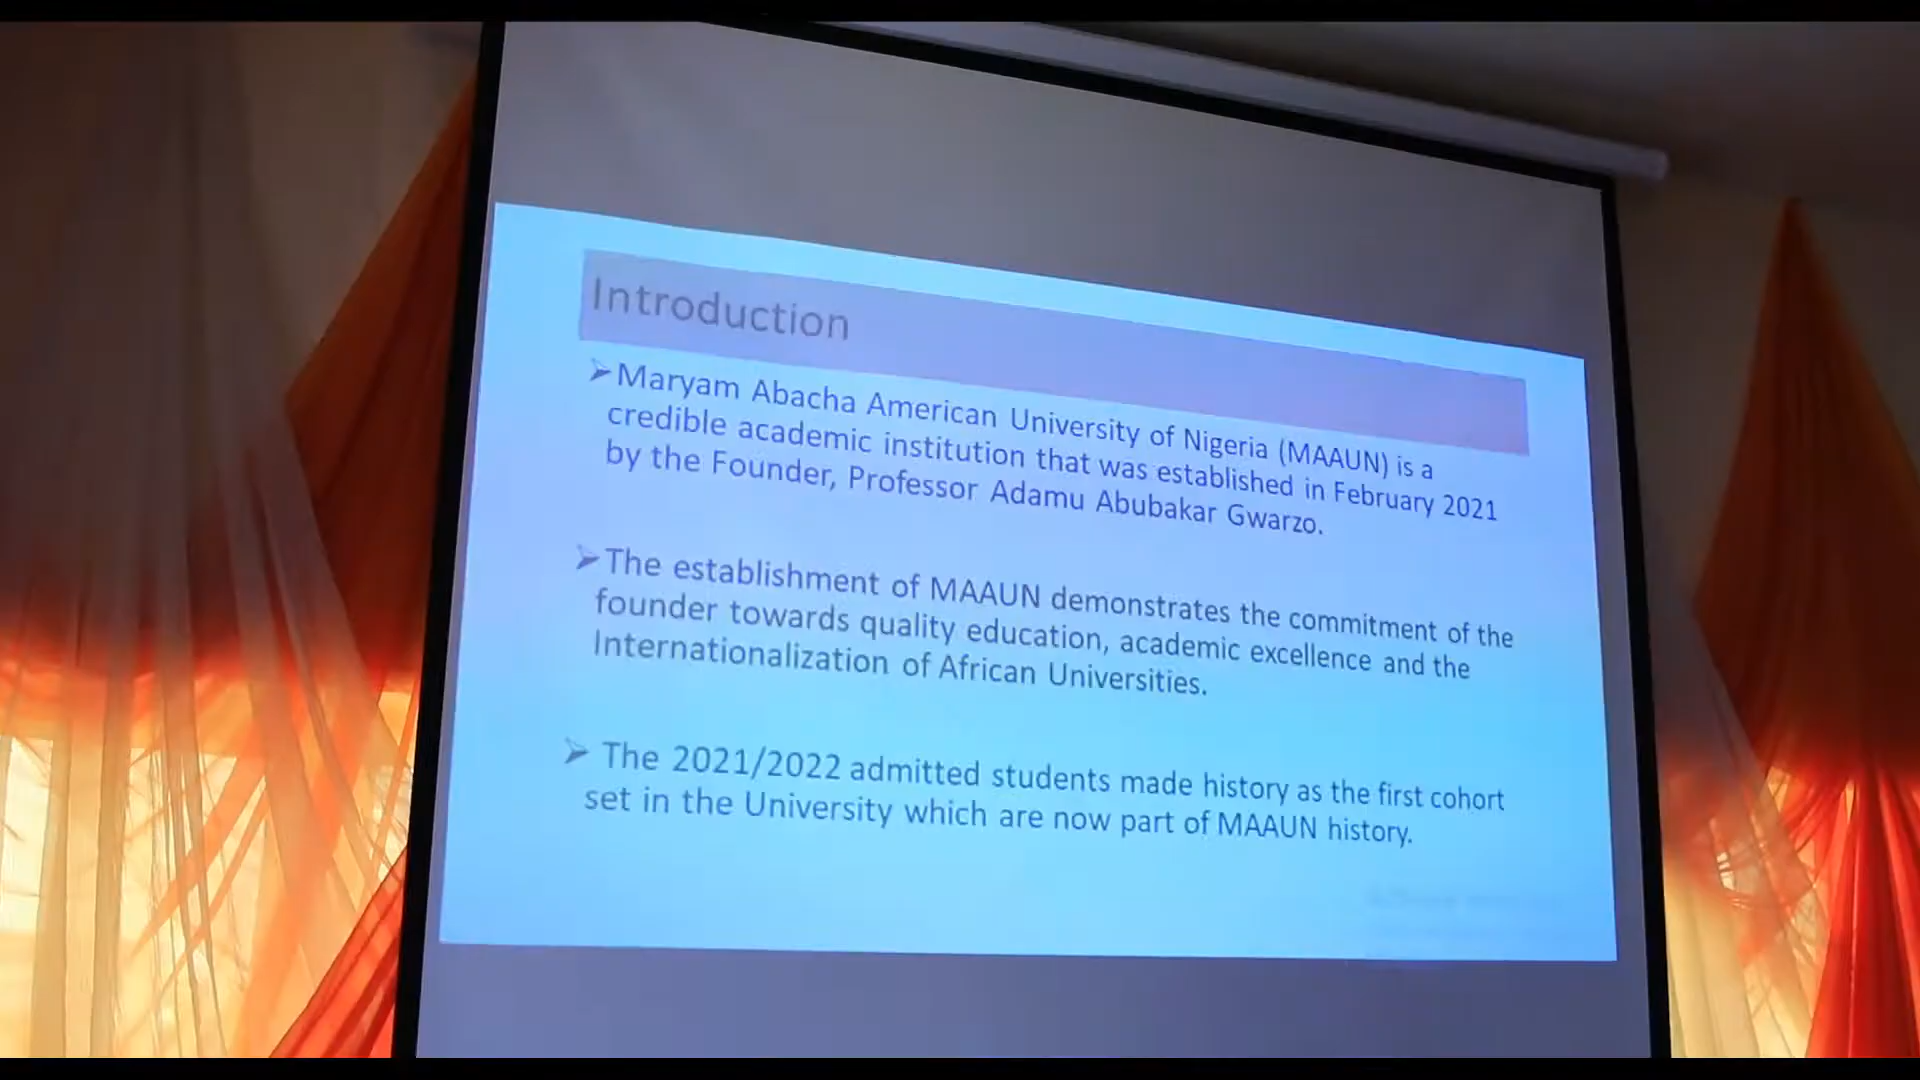 Introduction
➢Maryam Abacha American University of Nigeria (MAAUN) is a
credible academic institution that was established in February 2021
by the Founder, Professor Adamu Abubakar Gwarzo.
➢The establishment of MAAUN demonstrates the commitment of the
founder towards quality education, academic excellence and the
Internationalization of African Universities.
➢ The 2021/2022 admitted students made history as the first cohort
set in the University which are now part of MAAUN history.